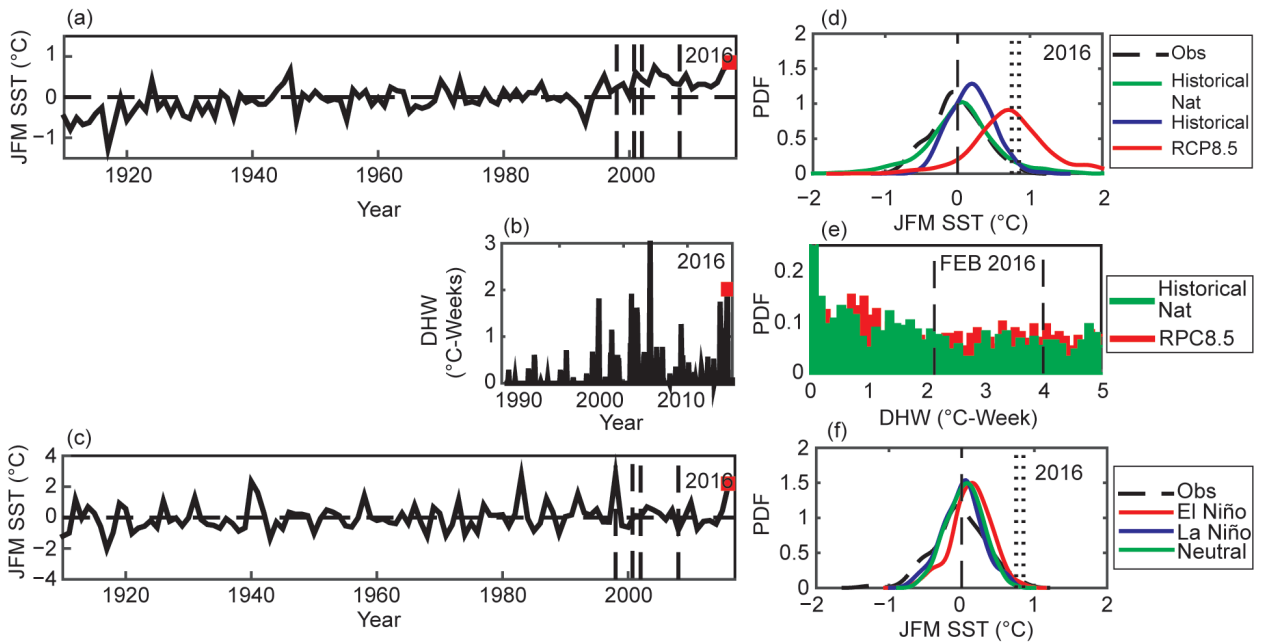 (a)
JFM SST (°C)
1
0
−1
2016
1920
1940
1960
1980
2000
Year
(d)
PDF
2
1.5
1
0.5
0
2016
−2
−1
0
1
2
JFM SST (°C)
Obs
Historical
Nat
Historical
RCP8.5
(b)
DHW
(°C-Weeks)
3
2
1
0
2016
1990
2000
2010
Year
(e)
PDF
0.2
0.1
0
FEB 2016
0
1
2
3
4
5
DHW (°C-Week)
Historical
Nat
RPC8.5
(c)
JFM SST (°C)
4
2
0
−2
−4
2016
1920
1940
1960
1980
2000
Year
(f)
PDF
2
1.5
1
0.5
0
2016
−2
−1
0
1
2
JFM SST (°C)
Obs
El Niño
La Niño
Neutral